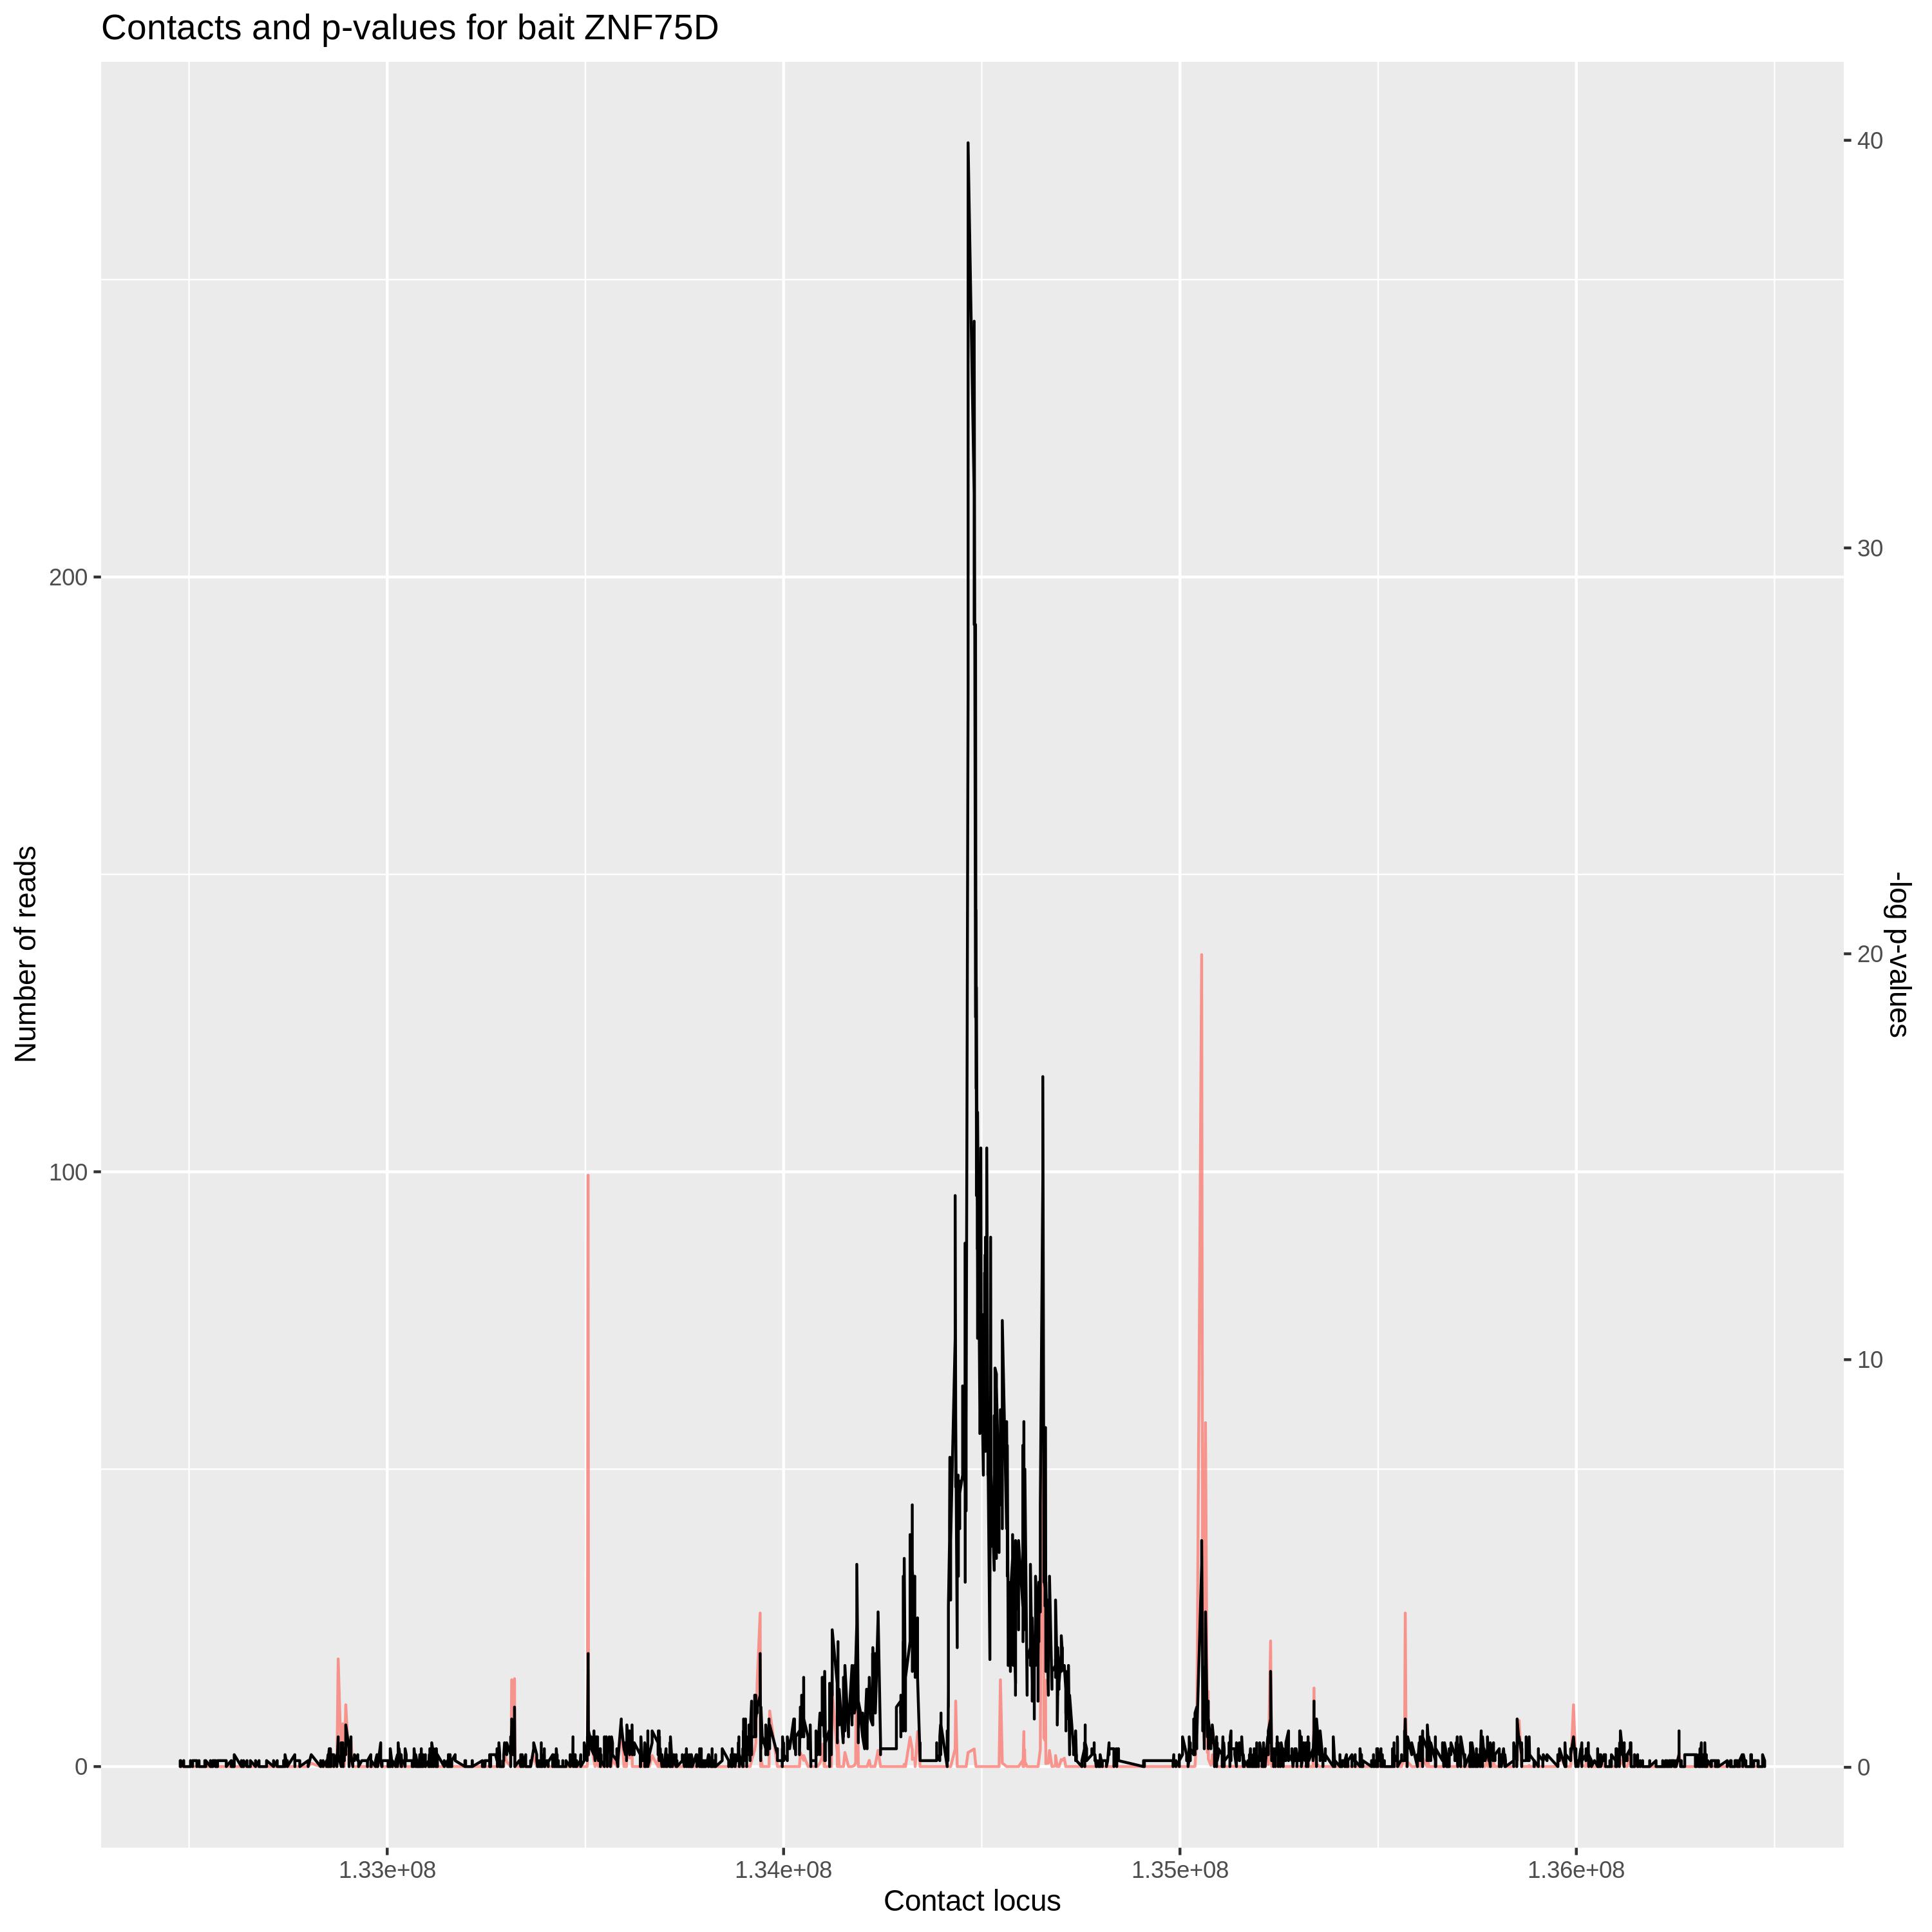 Contacts and p-values for bait ZNF75D
Number of reads
200
100
0
40
30
20
10
0
-log p-values
1.33e+08
1.34e+08
1.35e+08
1.36e+08
Contact locus